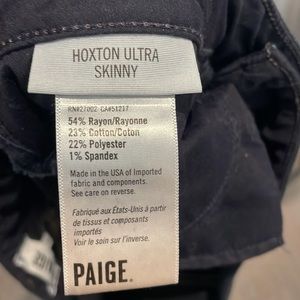 HOXTON ULTRA
SKINNY
RN#27002 CA#51217
54% Rayon/Rayonne
23% Cotton/Coton
22% Polyester
1% Spandex
Made in the USA of Imported
fabric and components.
See care on reverse.
Fabriqué aux États-Unis à partir
de tissus et composants
importés
Voir le soin sur l'inverse.
PAIGE.